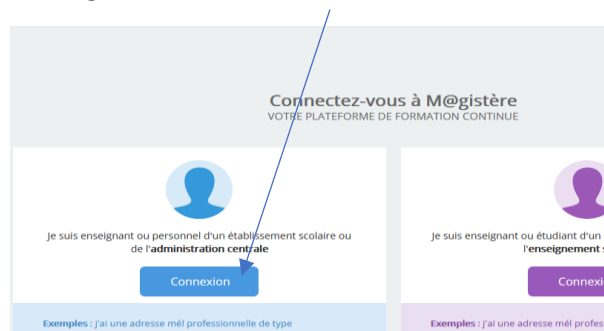 Connectez-vous à M@gistère
VOTRE PLATEFORME DE FORMATION CONTINUE
Je suis enseignant ou personnel d'un établissement scolaire ou
de l'administration centrale
Connexion
Exemples : j'ai une adresse mél professionnelle de type
Je suis enseignant ou étudiant d'un
l'enseignement
Exemples : j'ai une adresse mél